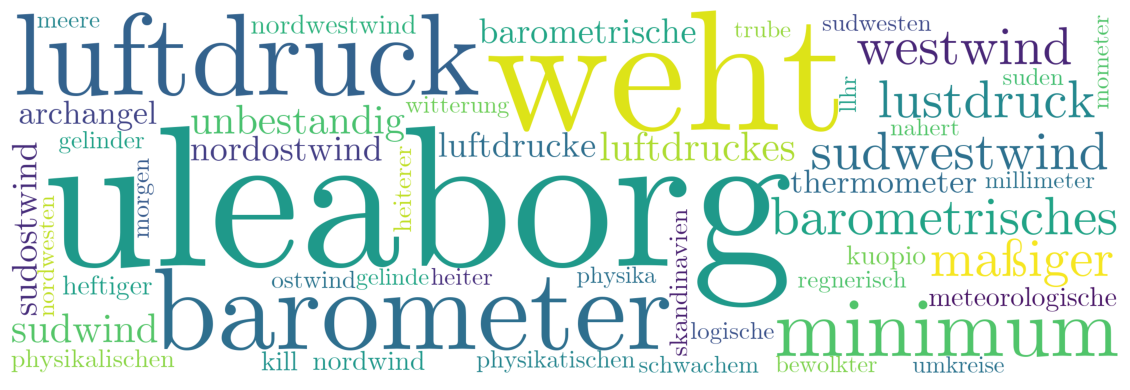 meere
nordwestwind
barometrische
trube
sudwesten
luftdruck
weht
westwind
mometer
suden
llhr
lustdruck
archangel
witterung
unbestandig
nahert
gelinder
nordostwind
luftdrucke
luftdruckes
sudwestwind
sudostwind
morgen
heiterer
uleaborg
thermometer
millimeter
nordwesten
barometrisches
skandinavien
kuopio
maßiger
heftiger
ostwind
gelinde
heiter
physika
regnerisch
meteorologische
barometer
sudwind
logische
minimum
physikalischen
kill
nordwind
physikatischen
schwachem
bewolkter
umkreise